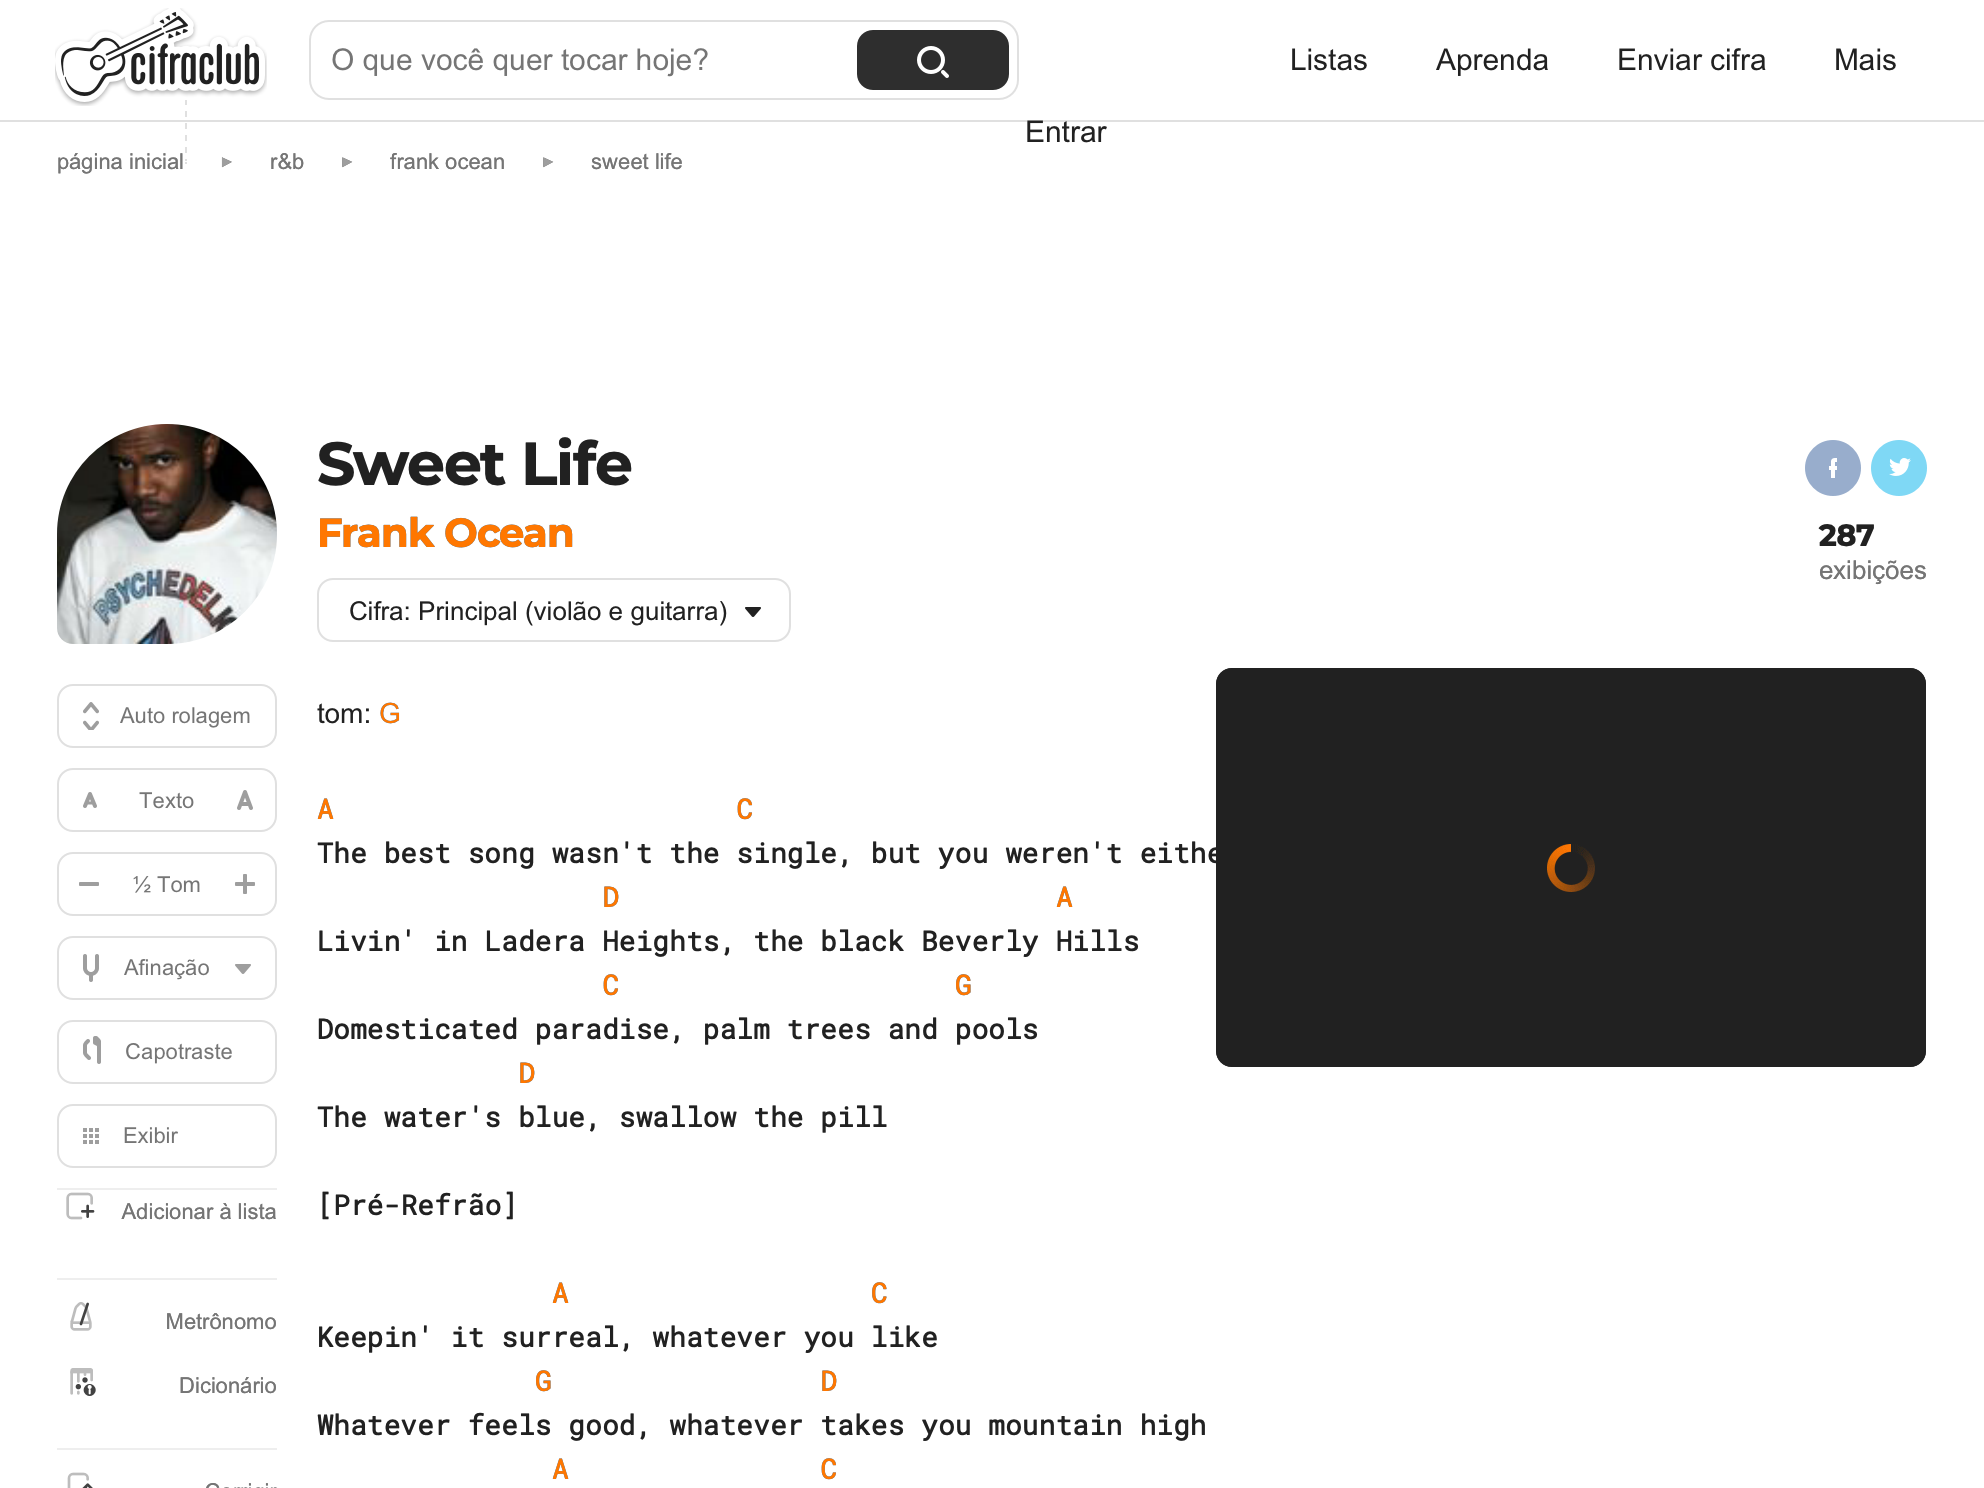 cifraclub
O que você quer tocar hoje?
Listas
Aprenda
Enviar cifra
Mais
Entrar
página inicial ► r&b ► frank ocean ► sweet life
Sweet Life
Frank Ocean
287
exibições
Cifra: Principal (violão e guitarra)
Auto rolagem
A Texto A
½ Tom
Afinação
Capotraste
Exibir
Adicionar à lista
Metrônomo
Dicionário
tom: G
A C
The best song wasn't the single, but you weren't eithe
D A
Livin' in Ladera Heights, the black Beverly Hills
C G
Domesticated paradise, palm trees and pools
D
The water's blue, swallow the pill
[Pré-Refrão]
A C
Keepin' it surreal, whatever you like
G D
Whatever feels good, whatever takes you mountain high
A C